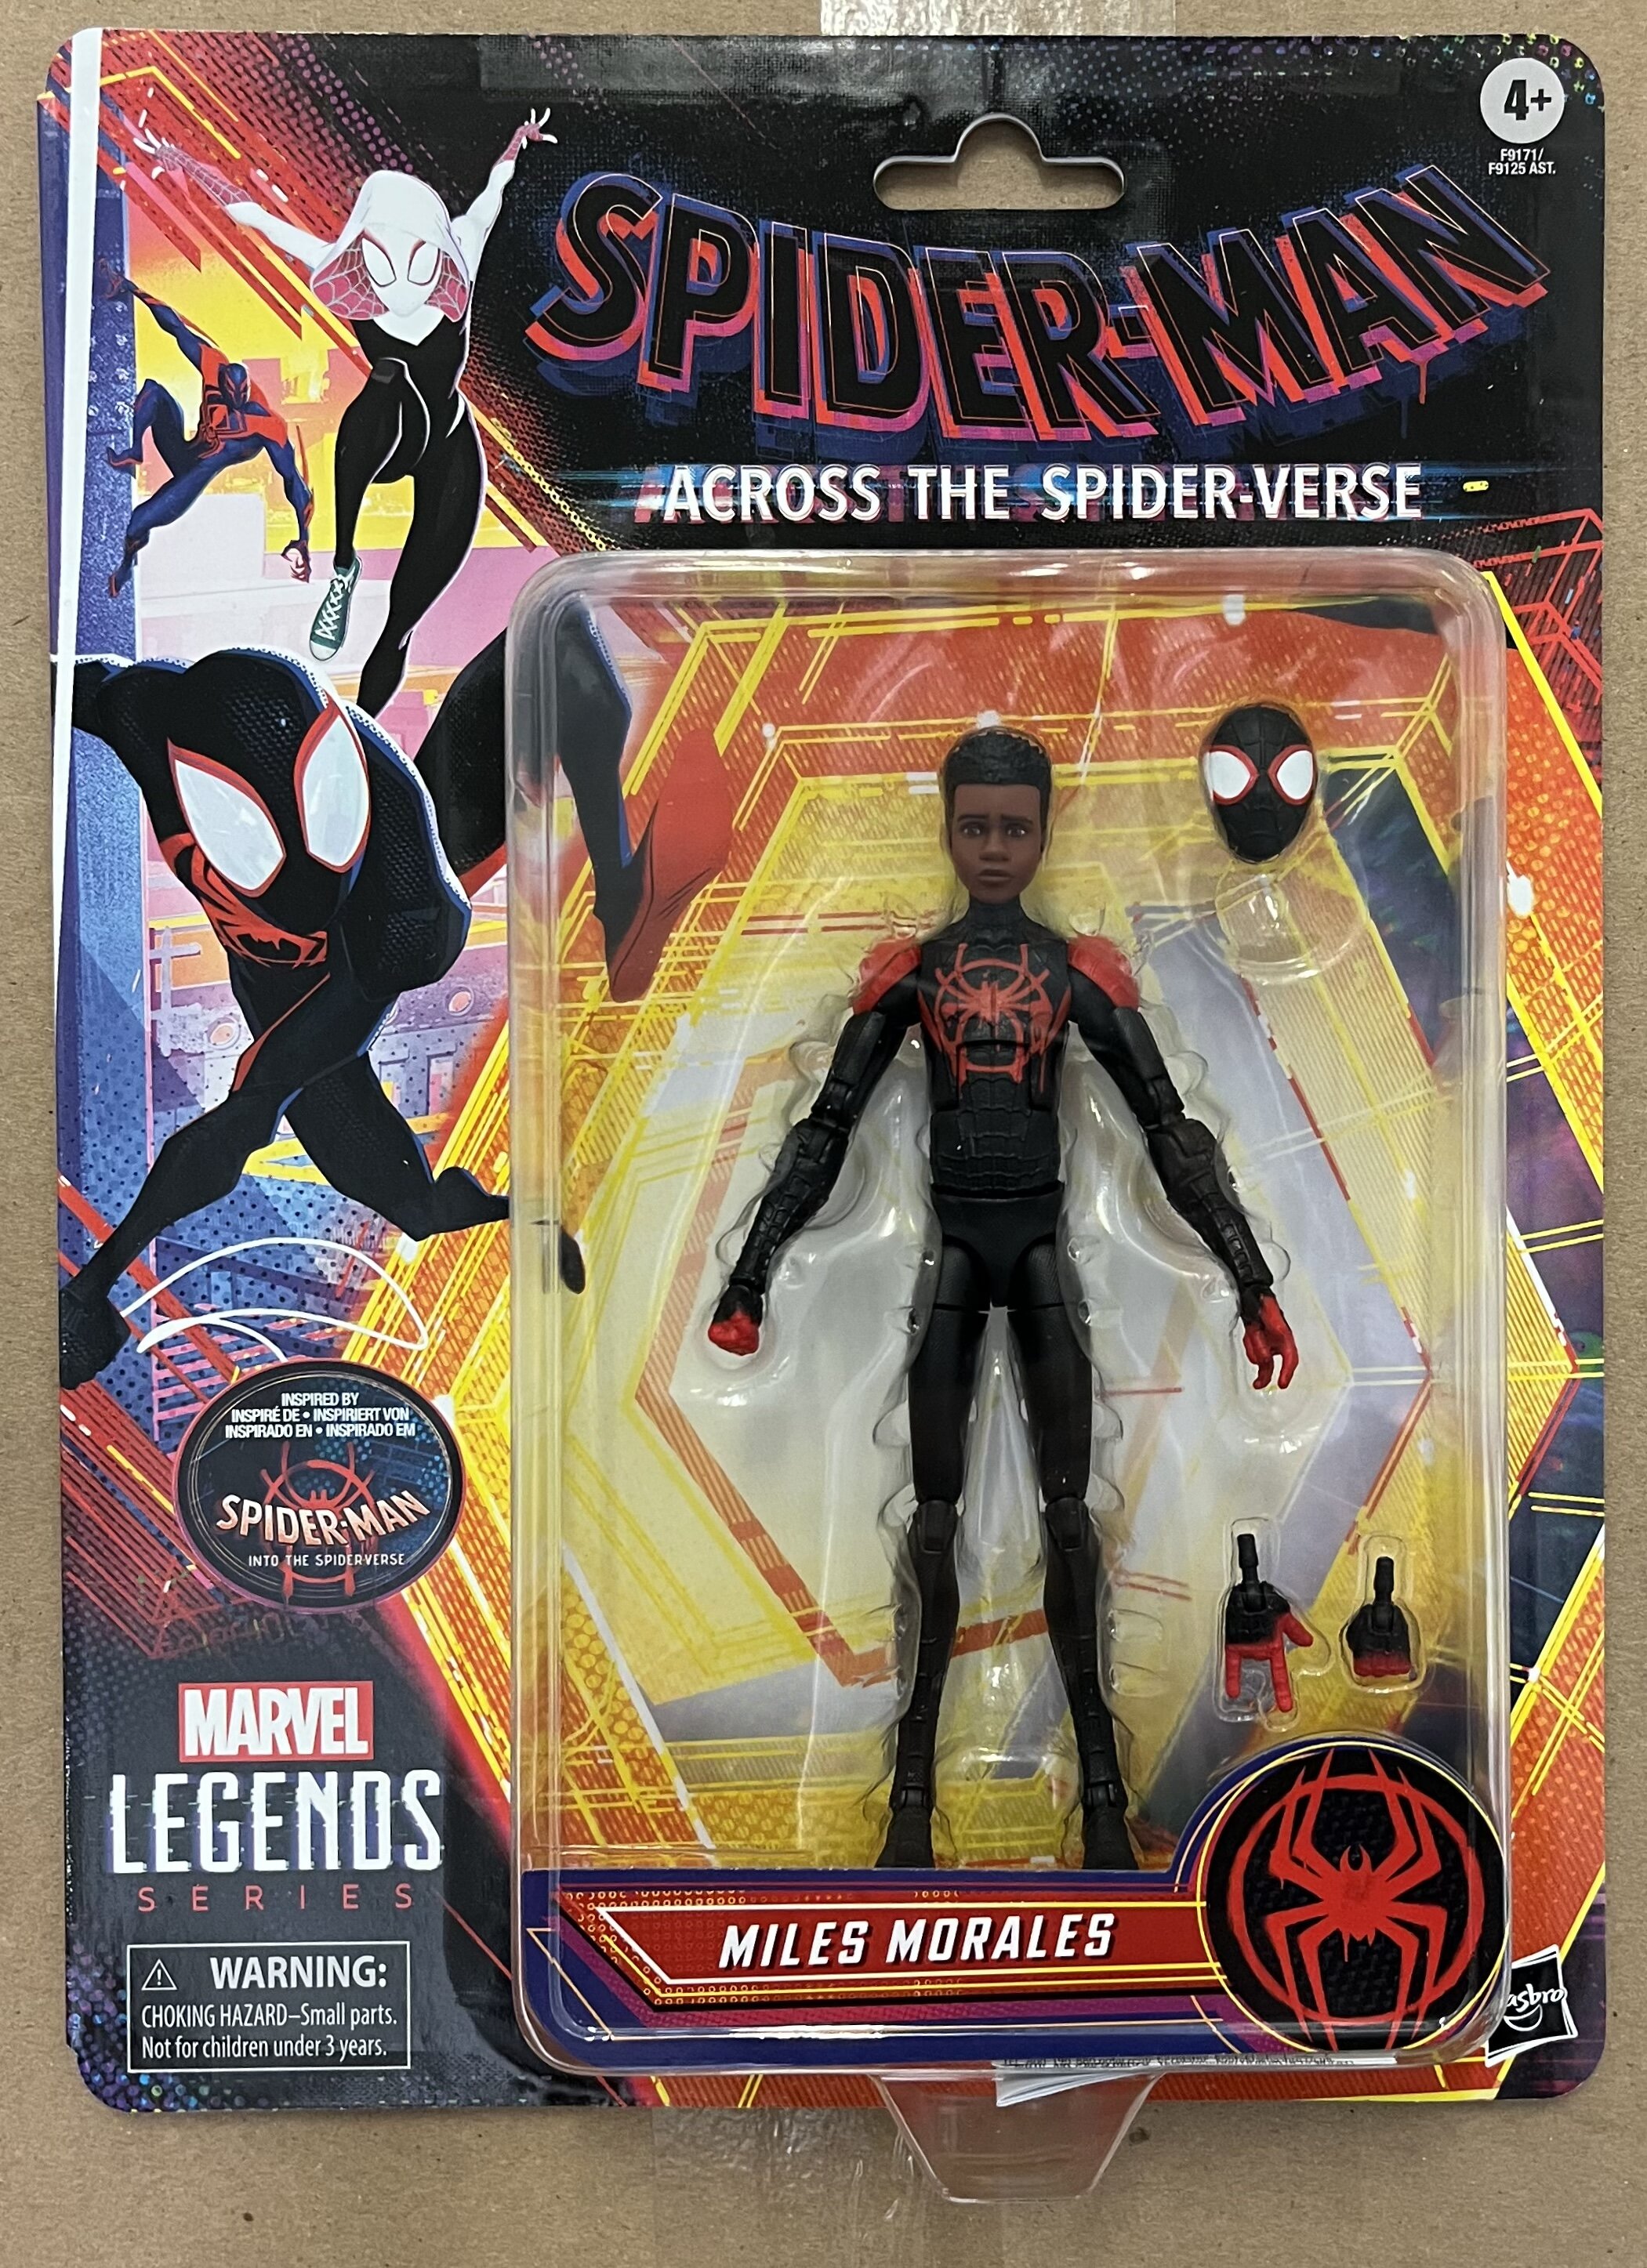 4+
F9171/
F9125 AST.
SPIDER-MAN
ACROSS THE SPIDER-VERSE
INSPIRED BY
INSPIRÉ DE • INSPIRIERT VON
INSPIRADO EN • INSPIRADO EM
SPIDER-MAN
INTO THE SPIDER-VERSE
MARVEL
LEGENDS
SERIES
WARNING:
CHOKING HAZARD–Small parts.
Not for children under 3 years.
MILES MORALES